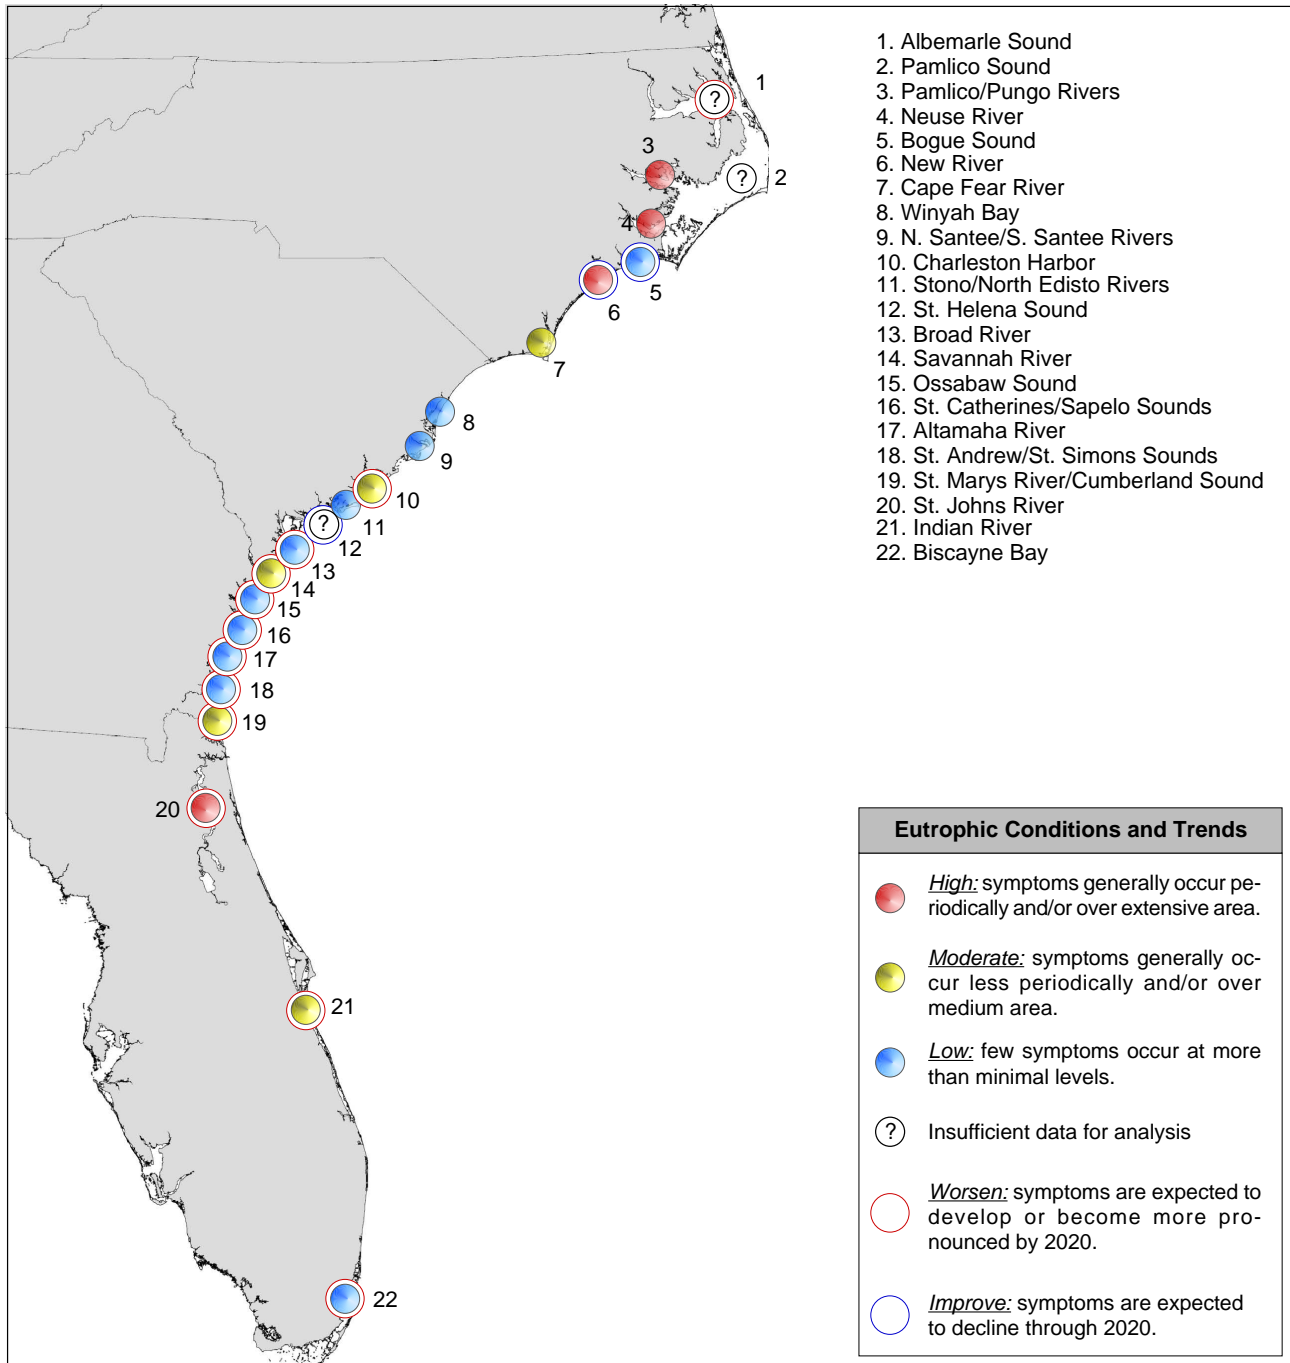 1. Albemarle Sound
2. Pamlico Sound
3. Pamlico/Pungo Rivers
4. Neuse River
5. Bogue Sound
6. New River
7. Cape Fear River
8. Winyah Bay
9. N. Santee/S. Santee Rivers
10. Charleston Harbor
11. Stono/North Edisto Rivers
12. St. Helena Sound
13. Broad River
14. Savannah River
15. Ossabaw Sound
16. St. Catherines/Sapelo Sounds
17. Altamaha River
18. St. Andrew/St. Simons Sounds
19. St. Marys River/Cumberland Sound
20. St. Johns River
21. Indian River
22. Biscayne Bay
1
?
3
?
2
4
5
6
7
8
9
10
11
?
12
13
14
15
16
17
18
19
20
21
22
Eutrophic Conditions and Trends
High: symptoms generally occur pe-
riodically and/or over extensive area.
Moderate: symptoms generally oc-
cur less periodically and/or over
medium area.
Low: few symptoms occur at more
than minimal levels.
? Insufficient data for analysis
Worsen: symptoms are expected to
develop or become more pro-
nounced by 2020.
Improve: symptoms are expected
to decline through 2020.